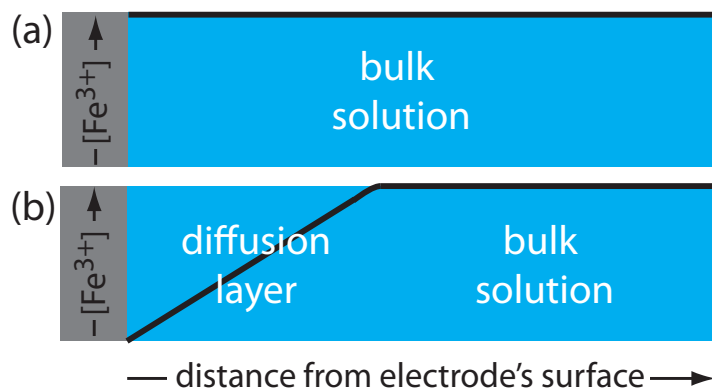 (a)
[Fe3+]
bulk
solution
(b)
[Fe3+]
diffusion
layer
bulk
solution
distance from electrode's surface